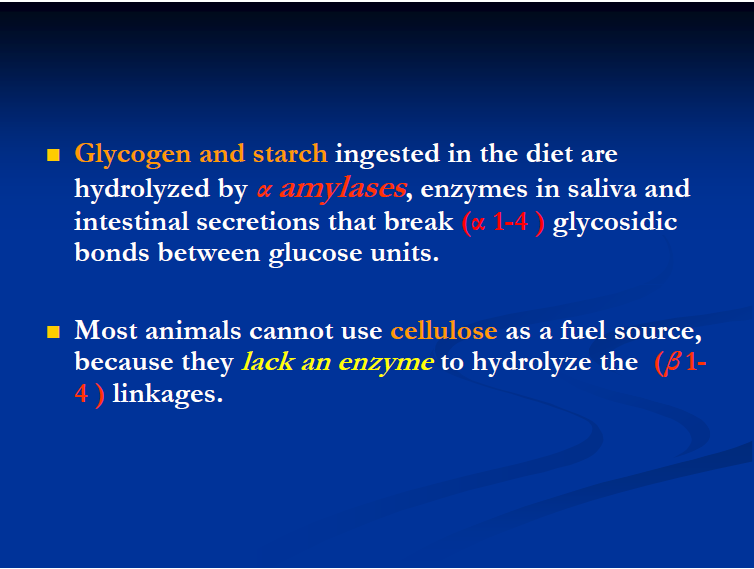 Glycogen and starch ingested in the diet are
hydrolyzed by α amylases, enzymes in saliva and
intestinal secretions that break (α 1-4 ) glycosidic
bonds between glucose units.
Most animals cannot use cellulose as a fuel source,
because they lack an enzyme to hydrolyze the (β 1-
4 ) linkages.